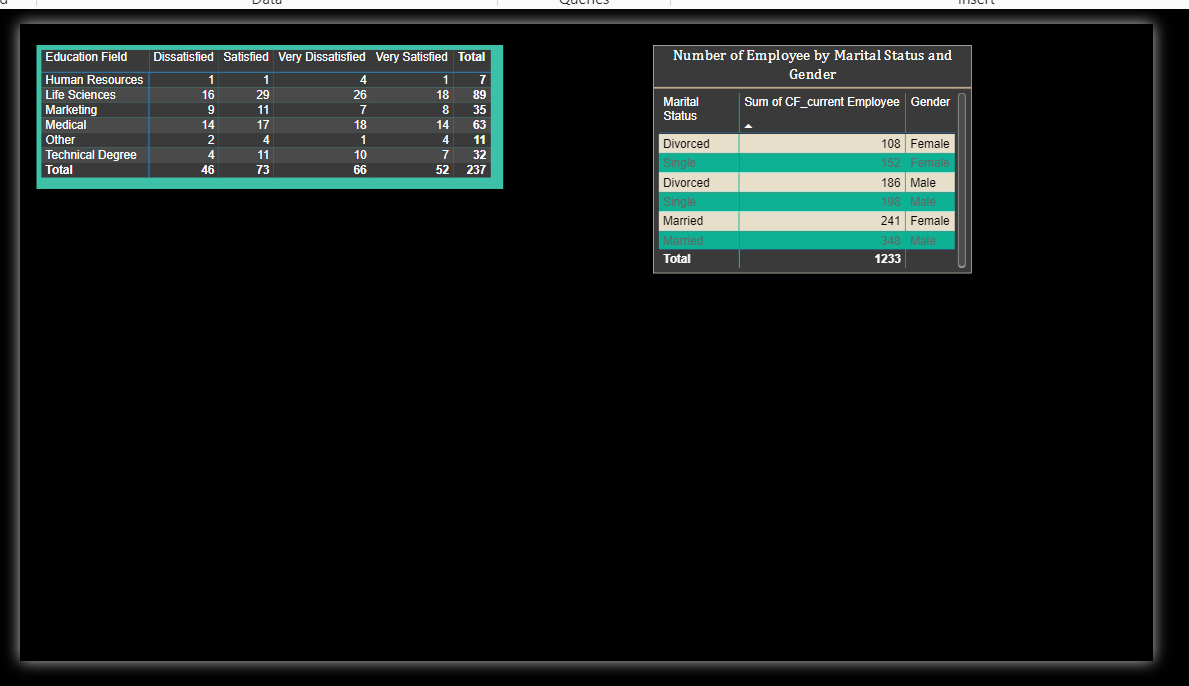 Data Queries Insert
Education Field Dissatisfied Satisfied Very Dissatisfied Very Satisfied Total
Human Resources 1 1 4 1 7
Life Sciences 16 29 26 18 89
Marketing 9 11 7 8 35
Medical 14 17 18 14 63
Other 2 4 1 4 11
Technical Degree 4 11 10 7 32
Total 46 73 66 52 237
Number of Employee by Marital Status and
Gender
Marital Sum of CF_current Employee Gender
Status
Divorced 108 Female
Single 152 Female
Divorced 186 Male
Single 198 Male
Married 241 Female
Married 348 Male
Total 1233